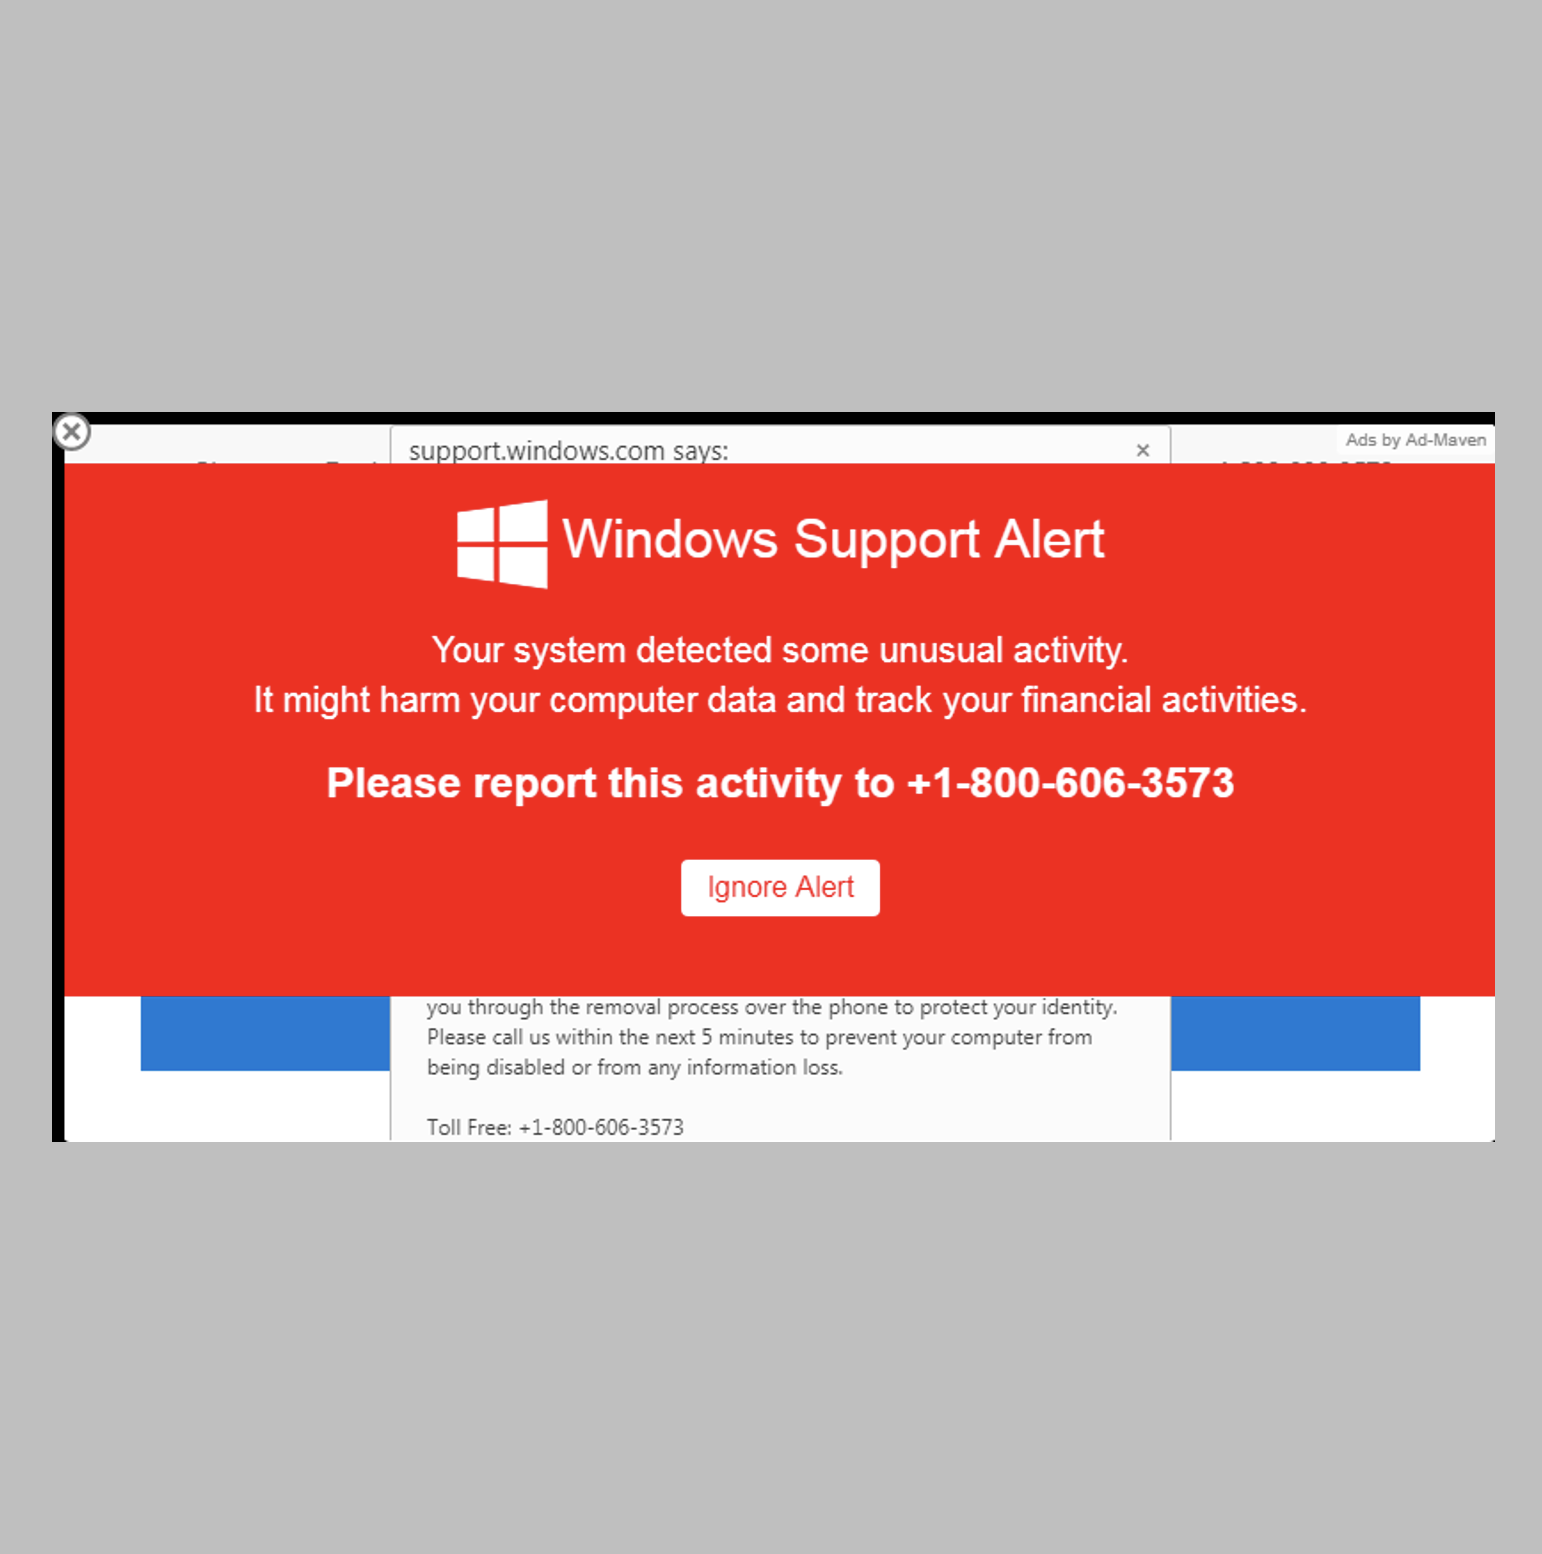 support.windows.com says:
Ads by Ad-Maven
Windows Support Alert
Your system detected some unusual activity.
It might harm your computer data and track your financial activities.
Please report this activity to +1-800-606-3573
Ignore Alert
you through the removal process over the phone to protect your identity.
Please call us within the next 5 minutes to prevent your computer from
being disabled or from any information loss.
Toll Free: +1-800-606-3573